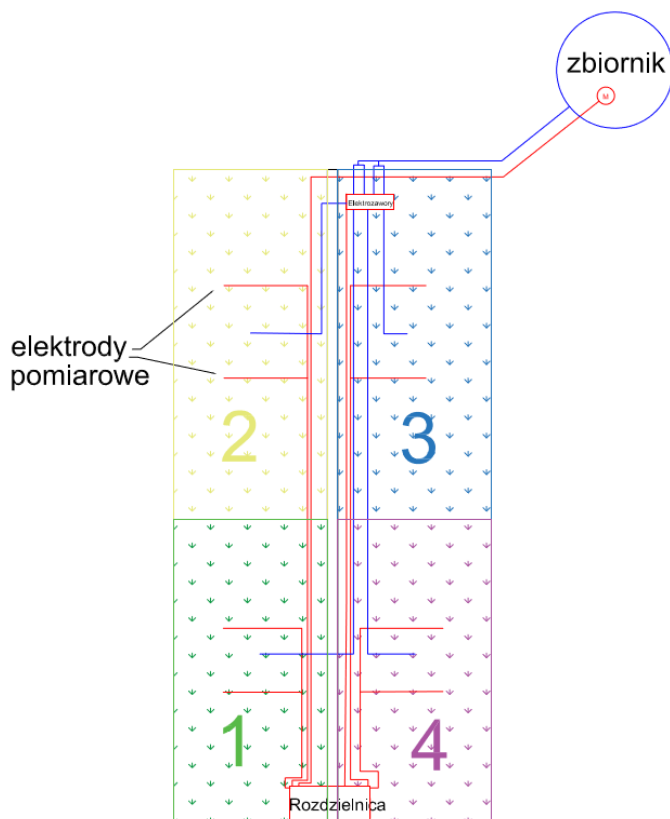 zbiornik
M
Elektrozawory
elektrody
pomiarowe
2
3
1
4
Rozdzielnica